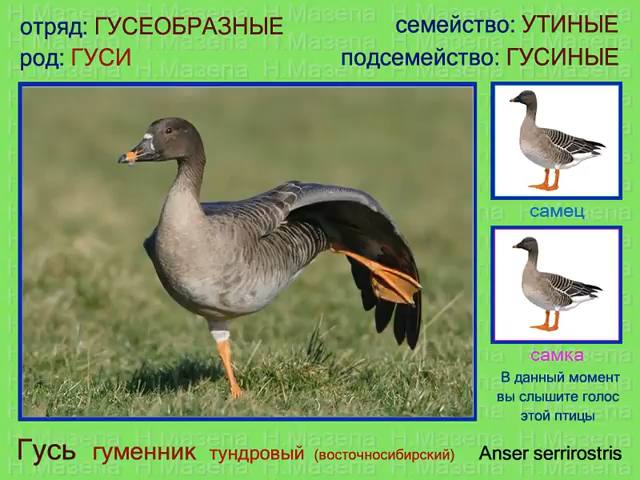 отряд: ГУСЕОБРАЗНЫЕ
семейство: УТИНЫЕ
род: ГУСИ
подсемейство: ГУСИНЫЕ
самец
самка
В данный момент
вы слышите голос
этой птицы
Гусь гуменник тундровый (восточносибирский) Anser serrirostris
Н.Mazepa